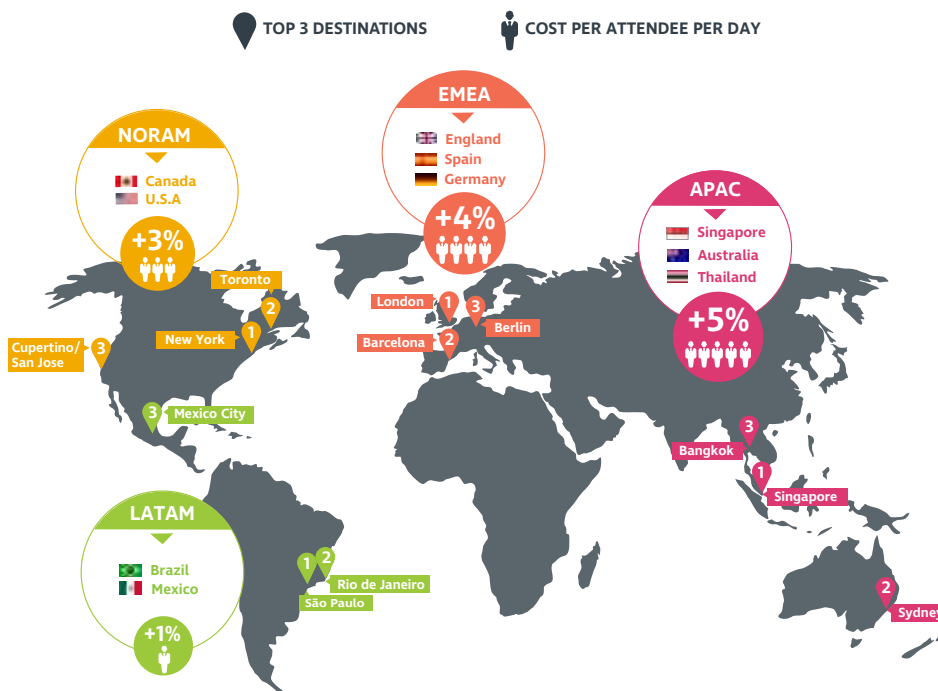 TOP 3 DESTINATIONS
COST PER ATTENDEE PER DAY
NORAM
Canada
U.S.A
+3%
EMEA
England
Spain
Germany
+4%
APAC
Singapore
Australia
Thailand
+5%
Toronto
2
New York
1
Cupertino/
San Jose
3
3
Mexico City
London
1
3
Berlin
Barcelona
2
3
Bangkok
1
Singapore
2
Sydney
LATAM
Brazil
Mexico
+1%
1
2
Rio de Janeiro
São Paulo